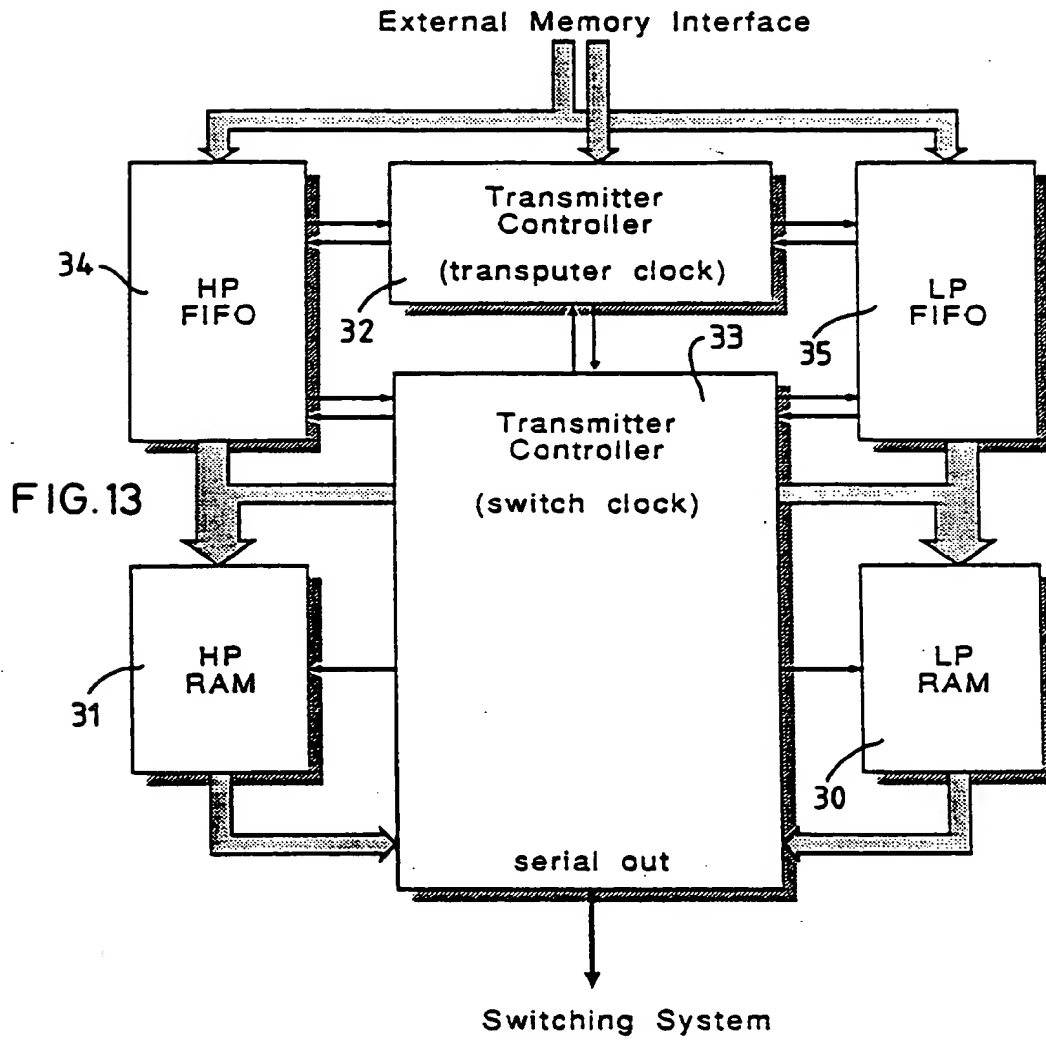 External Memory Interface
Transmitter
Controller
(transputer clock)
34
HP
FIFO
32
LP
FIFO
35
33
Transmitter
Controller
(switch clock)
FIG.13
HP
RAM
31
LP
RAM
30
serial out
Switching System